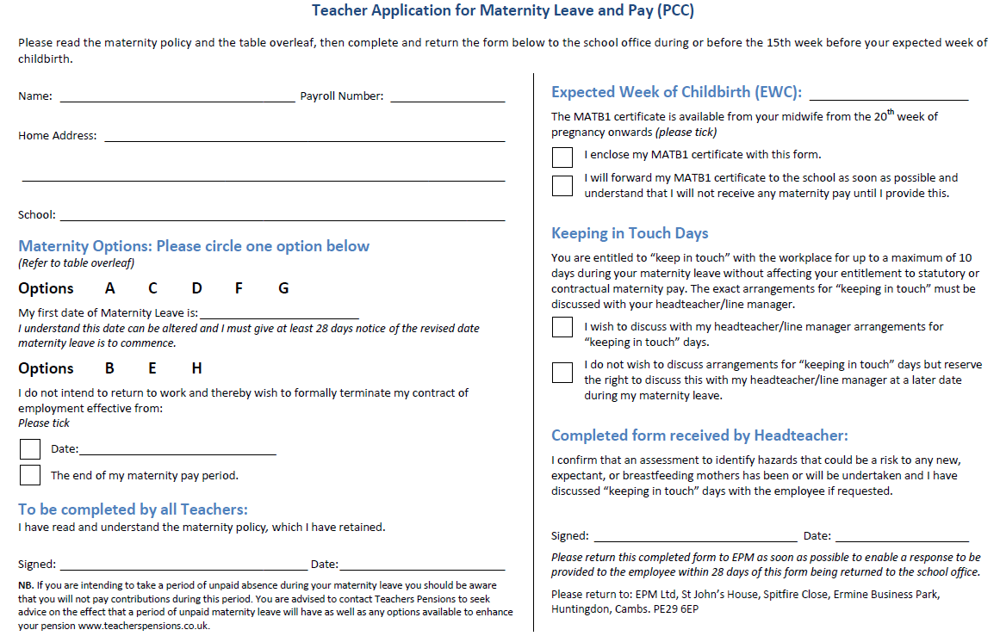 Teacher Application for Maternity Leave and Pay (PCC)
Please read the maternity policy and the table overleaf, then complete and return the form below to the school office during or before the 15th week before your expected week of
childbirth.
Name: Payroll Number:
Home Address:
School:
Maternity Options: Please circle one option below
(Refer to table overleaf)
Options A C D F G
My first date of Maternity Leave is:
I understand this date can be altered and I must give at least 28 days notice of the revised date
maternity leave is to commence.
Options B E H
I do not intend to return to work and thereby wish to formally terminate my contract of
employment effective from:
Please tick
Date:
The end of my maternity pay period.
To be completed by all Teachers:
I have read and understand the maternity policy, which I have retained.
Signed: Date:
NB. If you are intending to take a period of unpaid absence during your maternity leave you should be aware
that you will not pay contributions during this period. You are advised to contact Teachers Pensions to seek
advice on the effect that a period of unpaid maternity leave will have as well as any options available to enhance
your pension www.teacherspensions.co.uk.
Expected Week of Childbirth (EWC):
The MATB1 certificate is available from your midwife from the 20th week of
pregnancy onwards (please tick)
I enclose my MATB1 certificate with this form.
I will forward my MATB1 certificate to the school as soon as possible and
understand that I will not receive any maternity pay until I provide this.
Keeping in Touch Days
You are entitled to “keep in touch” with the workplace for up to a maximum of 10
days during your maternity leave without affecting your entitlement to statutory or
contractual maternity pay. The exact arrangements for “keeping in touch” must be
discussed with your headteacher/line manager.
I wish to discuss with my headteacher/line manager arrangements for
“keeping in touch” days.
I do not wish to discuss arrangements for “keeping in touch” days but reserve
the right to discuss this with my headteacher/line manager at a later date
during my maternity leave.
Completed form received by Headteacher:
I confirm that an assessment to identify hazards that could be a risk to any new,
expectant, or breastfeeding mothers has been or will be undertaken and I have
discussed “keeping in touch” days with the employee if requested.
Signed: Date:
Please return this completed form to EPM as soon as possible to enable a response to be
provided to the employee within 28 days of this form being returned to the school office.
Please return to: EPM Ltd, St John’s House, Spitfire Close, Ermine Business Park,
Huntingdon, Cambs. PE29 6EP